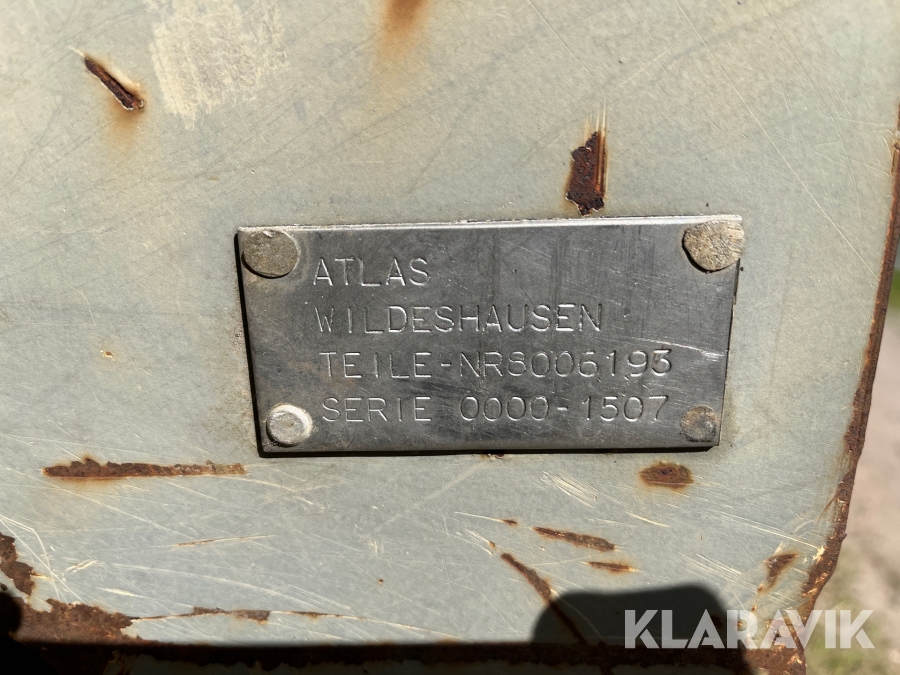 ATLAS
WILDESHAUSEN
TEILE-NR8006193
SERIE 0000-1507
KLARAVIK